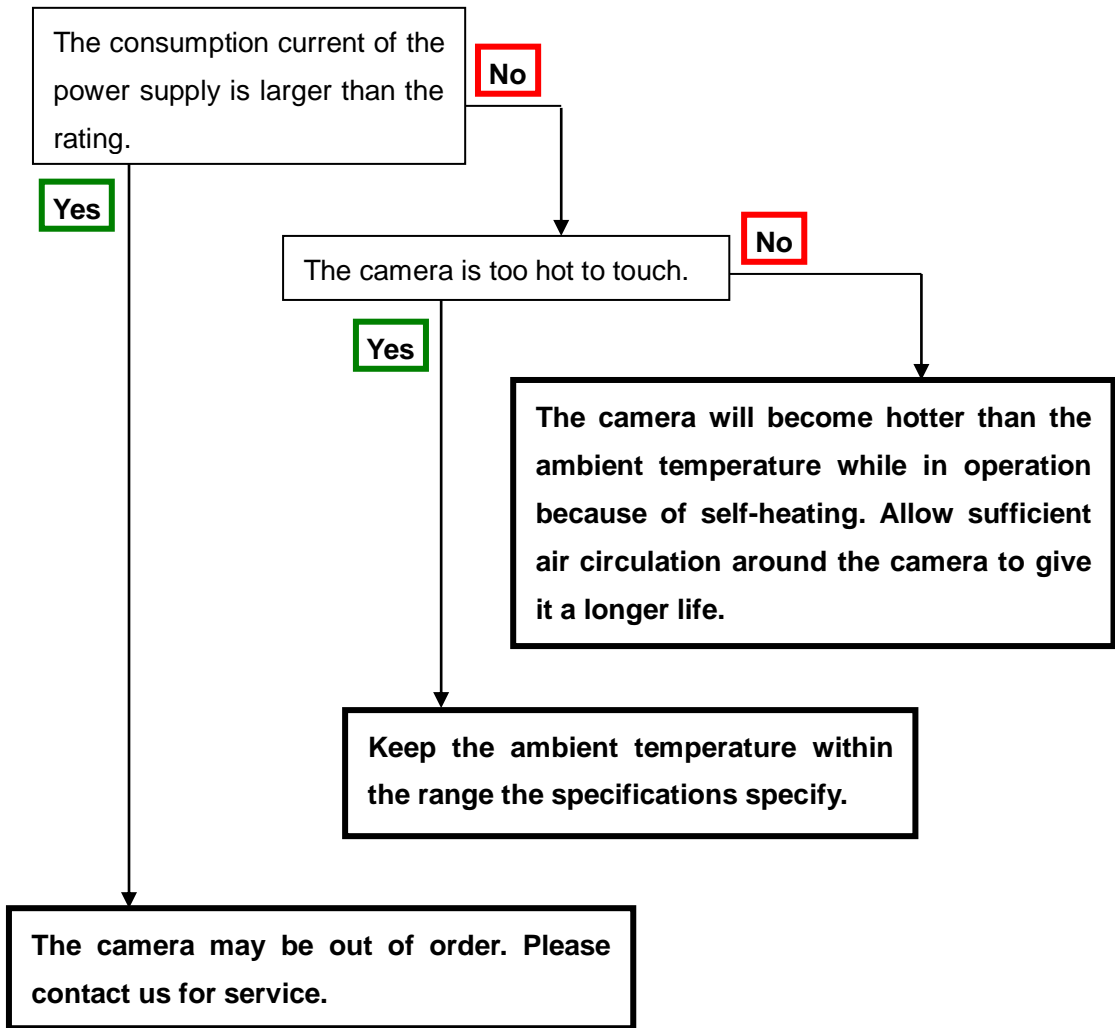 The consumption current of the
power supply is larger than the
rating.
No
Yes
The camera is too hot to touch.
No
Yes
The camera will become hotter than the
ambient temperature while in operation
because of self-heating. Allow sufficient
air circulation around the camera to give
it a longer life.
Keep the ambient temperature within
the range the specifications specify.
The camera may be out of order. Please
contact us for service.